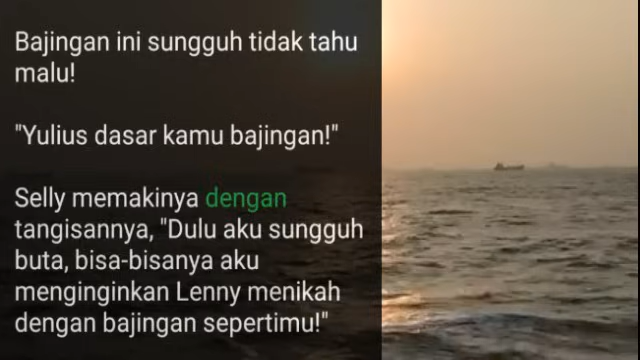 Bajingan ini sungguh tidak tahu
malu!
"Yulius dasar kamu bajingan!"
Selly memakinya dengan
tangisannya, "Dulu aku sungguh
buta, bisa-bisanya aku
menginginkan Lenny menikah
dengan bajingan sepertimu!"